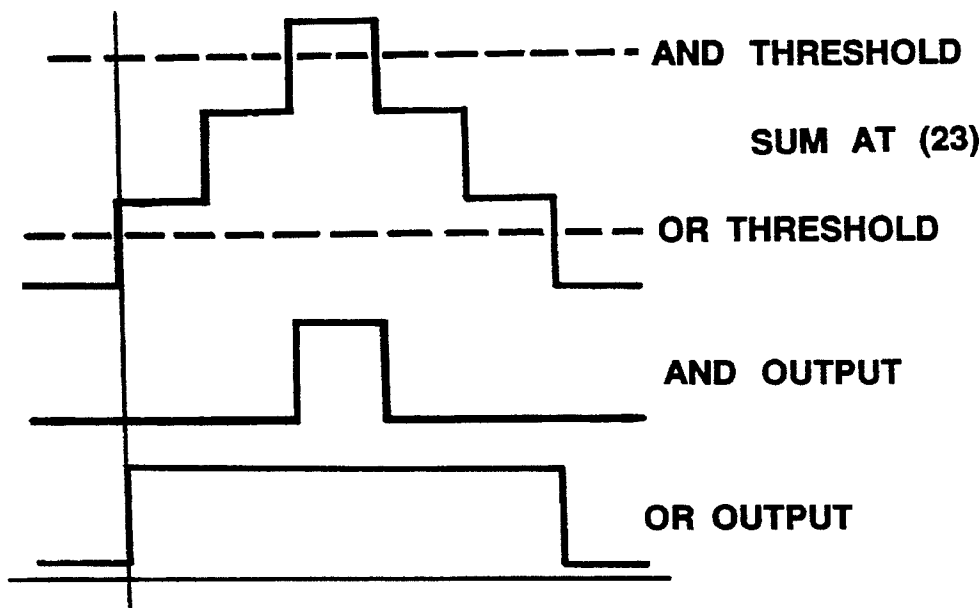 AND THRESHOLD
SUM AT (23)
OR THRESHOLD
AND OUTPUT
OR OUTPUT